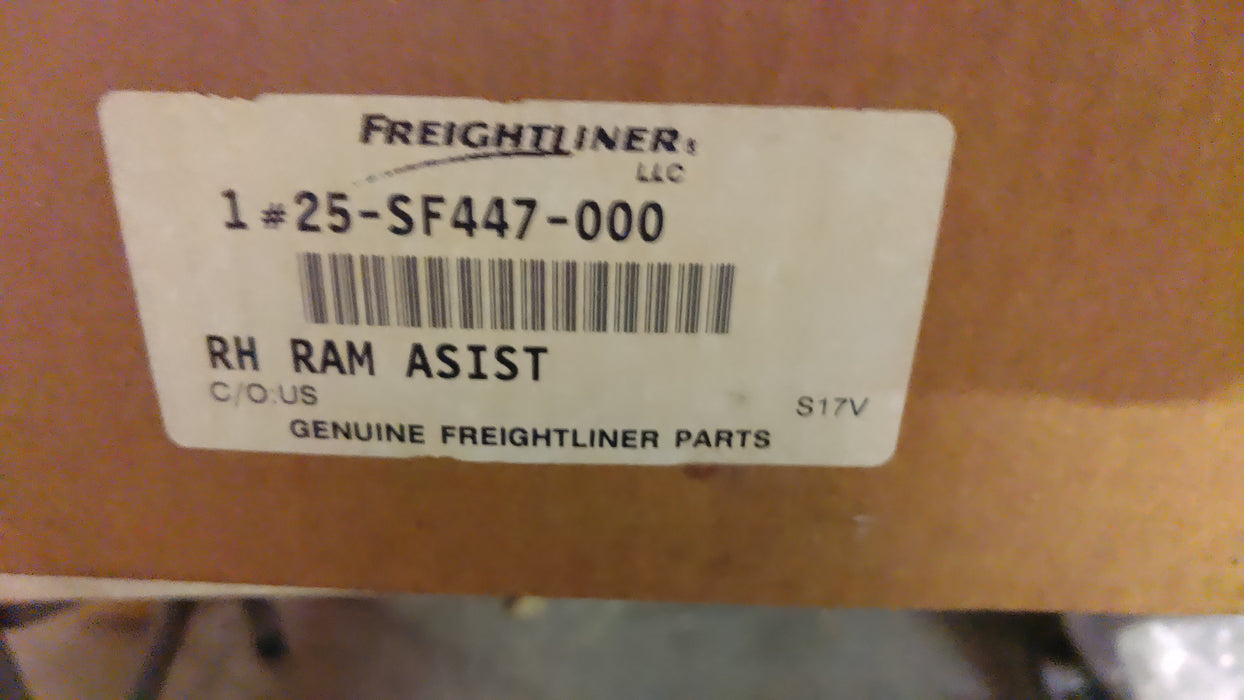 FREIGHTLINER
LLC
1 #25-SF447-000
RH RAM ASIST
C/O:US
S17V
GENUINE FREIGHTLINER PARTS